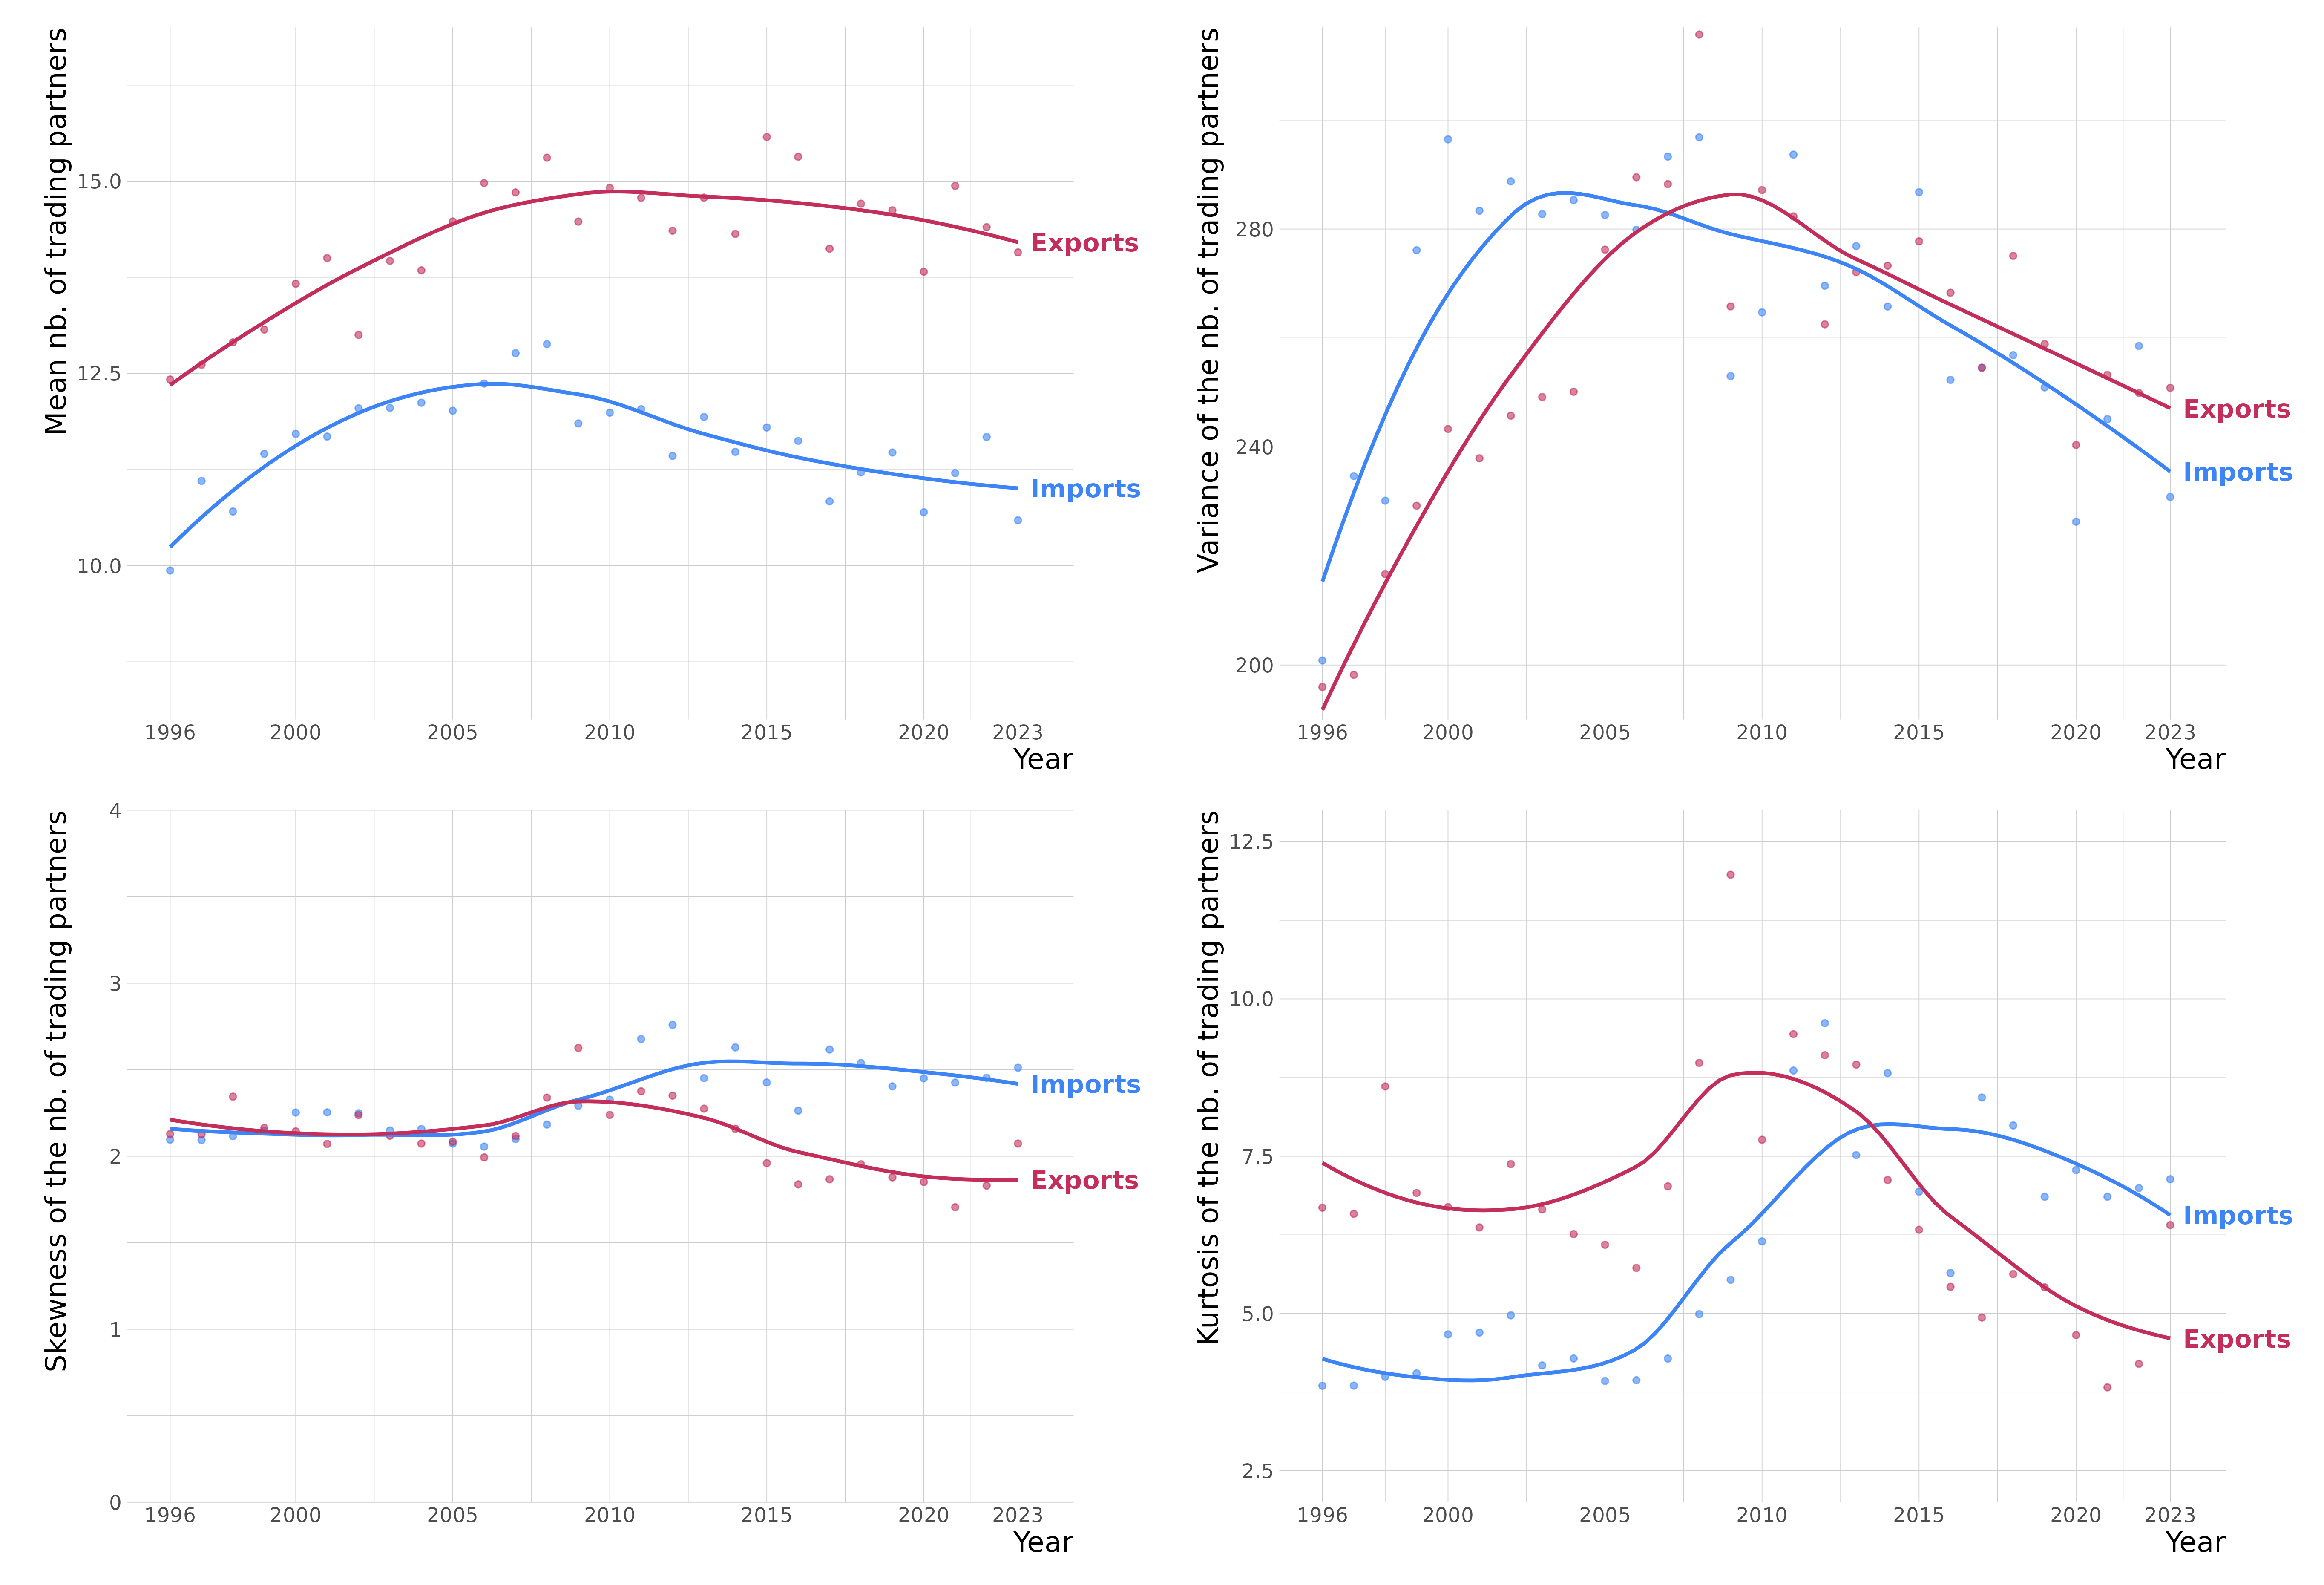 Mean nb. of trading partners
15.0
12.5
10.0
Exports
Imports
1996 2000 2005 2010 2015 2020 2023
Year
Variance of the nb. of trading partners
280
240
200
Exports
Imports
1996 2000 2005 2010 2015 2020 2023
Year
Skewness of the nb. of trading partners
4
3
2
1
0
Imports
Exports
1996 2000 2005 2010 2015 2020 2023
Year
Kurtosis of the nb. of trading partners
12.5
10.0
7.5
5.0
2.5
Imports
Exports
1996 2000 2005 2010 2015 2020 2023
Year